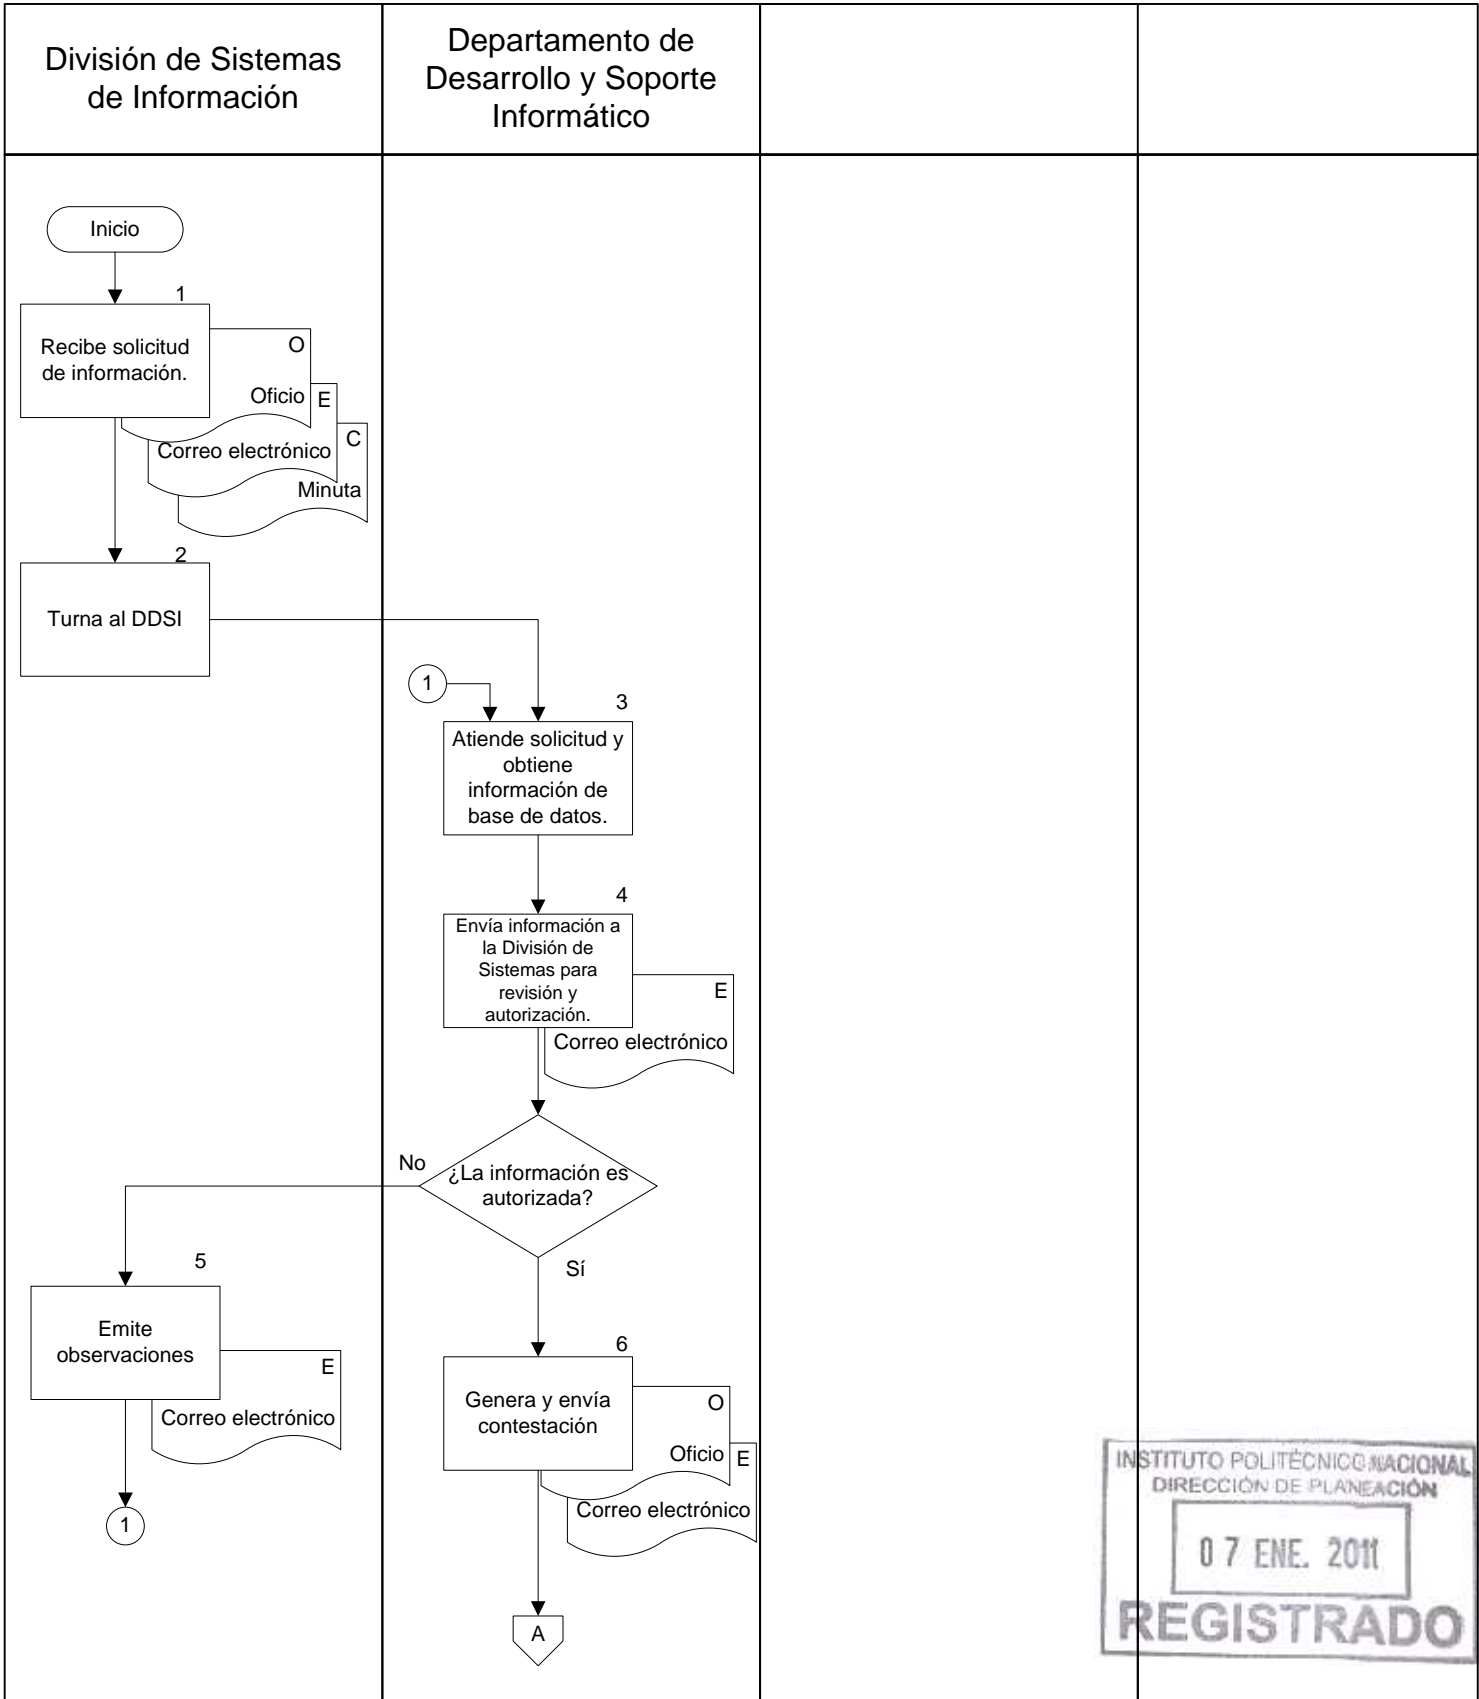 División de Sistemas
de Información
Departamento de
Desarrollo y Soporte
Informático
Inicio
1
Recibe solicitud
de información.
O
Oficio
E
Correo electrónico
C
Minuta
2
Turna al DDSI
1
3
Atiende solicitud y
obtiene
información de
base de datos.
4
Envía información a
la División de
Sistemas para
revisión y
autorización.
E
Correo electrónico
No
¿La información es
autorizada?
Sí
5
Emite
observaciones
E
Correo electrónico
1
6
Genera y envía
contestación
O
Oficio
E
Correo electrónico
A
INSTITUTO POLITÉCNICO NACIONAL
DIRECCIÓN DE PLANEACIÓN
07 ENE. 2011
REGISTRADO